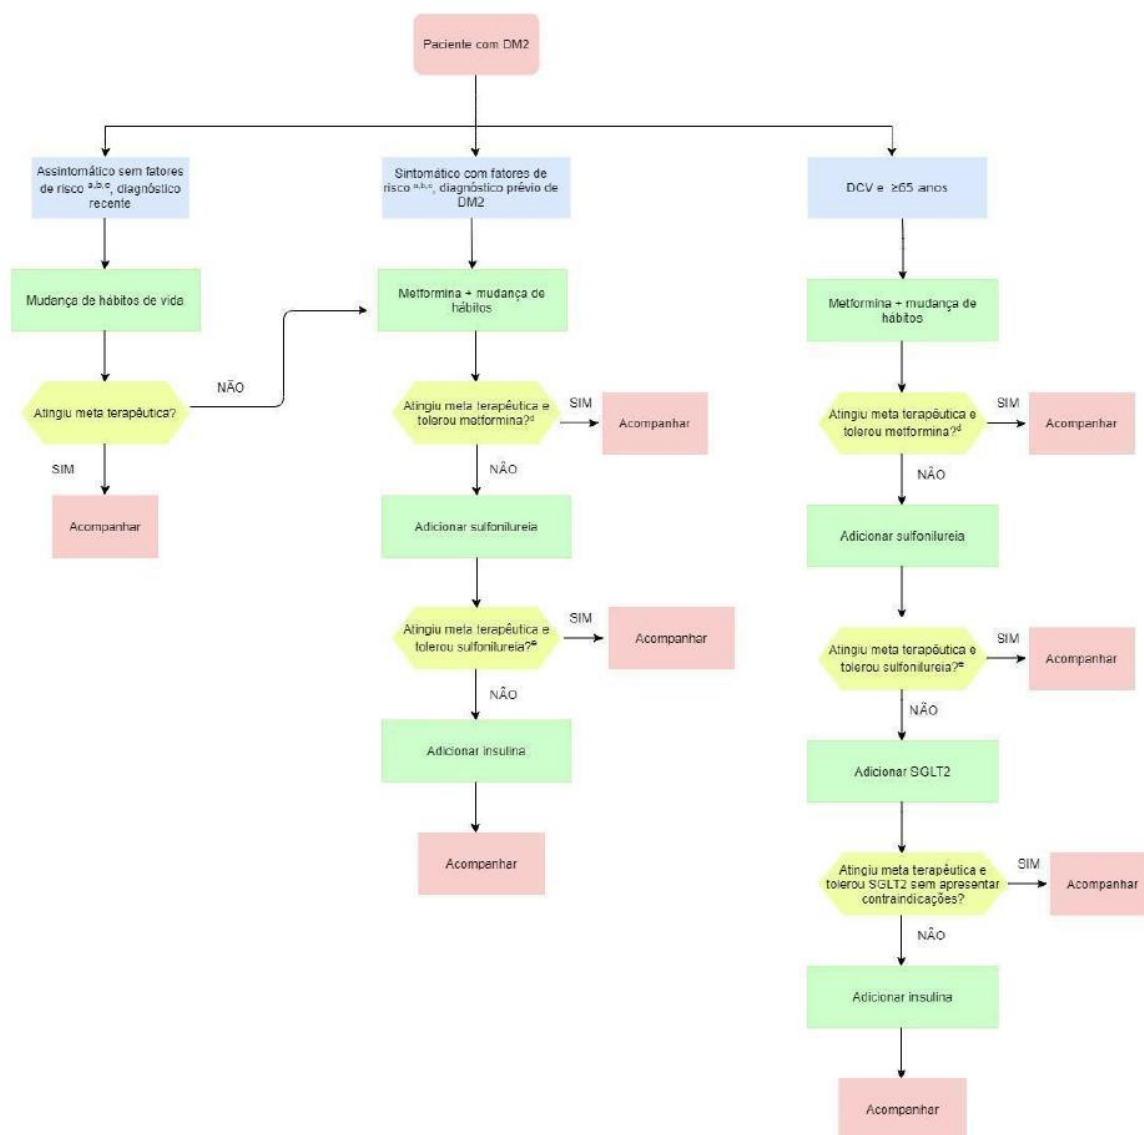 Paciente com DM2
Assintomático sem fatores
de risco a,b,c, diagnóstico
recente
Mudança de hábitos de vida
Atingiu meta terapêutica?
NÃO
SIM
Acompanhar
Sintomático com fatores de
risco a,b,c, diagnóstico prévio de
DM2
Metformina + mudança de
hábitos
Atingiu meta terapêutica e
tolerou metformina?d
SIM
Acompanhar
NÃO
Adicionar sulfonilureia
Atingiu meta terapêutica e
tolerou sulfonilureia?e
SIM
Acompanhar
NÃO
Adicionar insulina
Acompanhar
DCV e ≥65 anos
Metformina + mudança de
hábitos
Atingiu meta terapêutica e
tolerou metformina?d
SIM
Acompanhar
NÃO
Adicionar sulfonilureia
Atingiu meta terapêutica e
tolerou sulfonilureia?e
SIM
Acompanhar
NÃO
Adicionar SGLT2
Atingiu meta terapêutica e
tolerou SGLT2 sem apresentar
contraindicações?
SIM
Acompanhar
NÃO
Adicionar insulina
Acompanhar